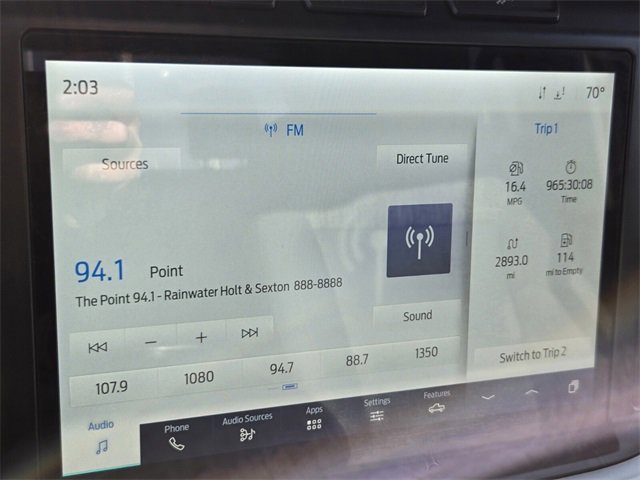 2:03
70°
FM
Trip 1
Sources
Direct Tune
16.4
MPG
965:30:08
Time
94.1 Point
The Point 94.1 - Rainwater Holt & Sexton 888-8888
2893.0
mi
114
mi to Empty
Sound
Switch to Trip 2
107.9
1080
94.7
88.7
1350
Audio
Phone
Audio Sources
Apps
Settings
Features